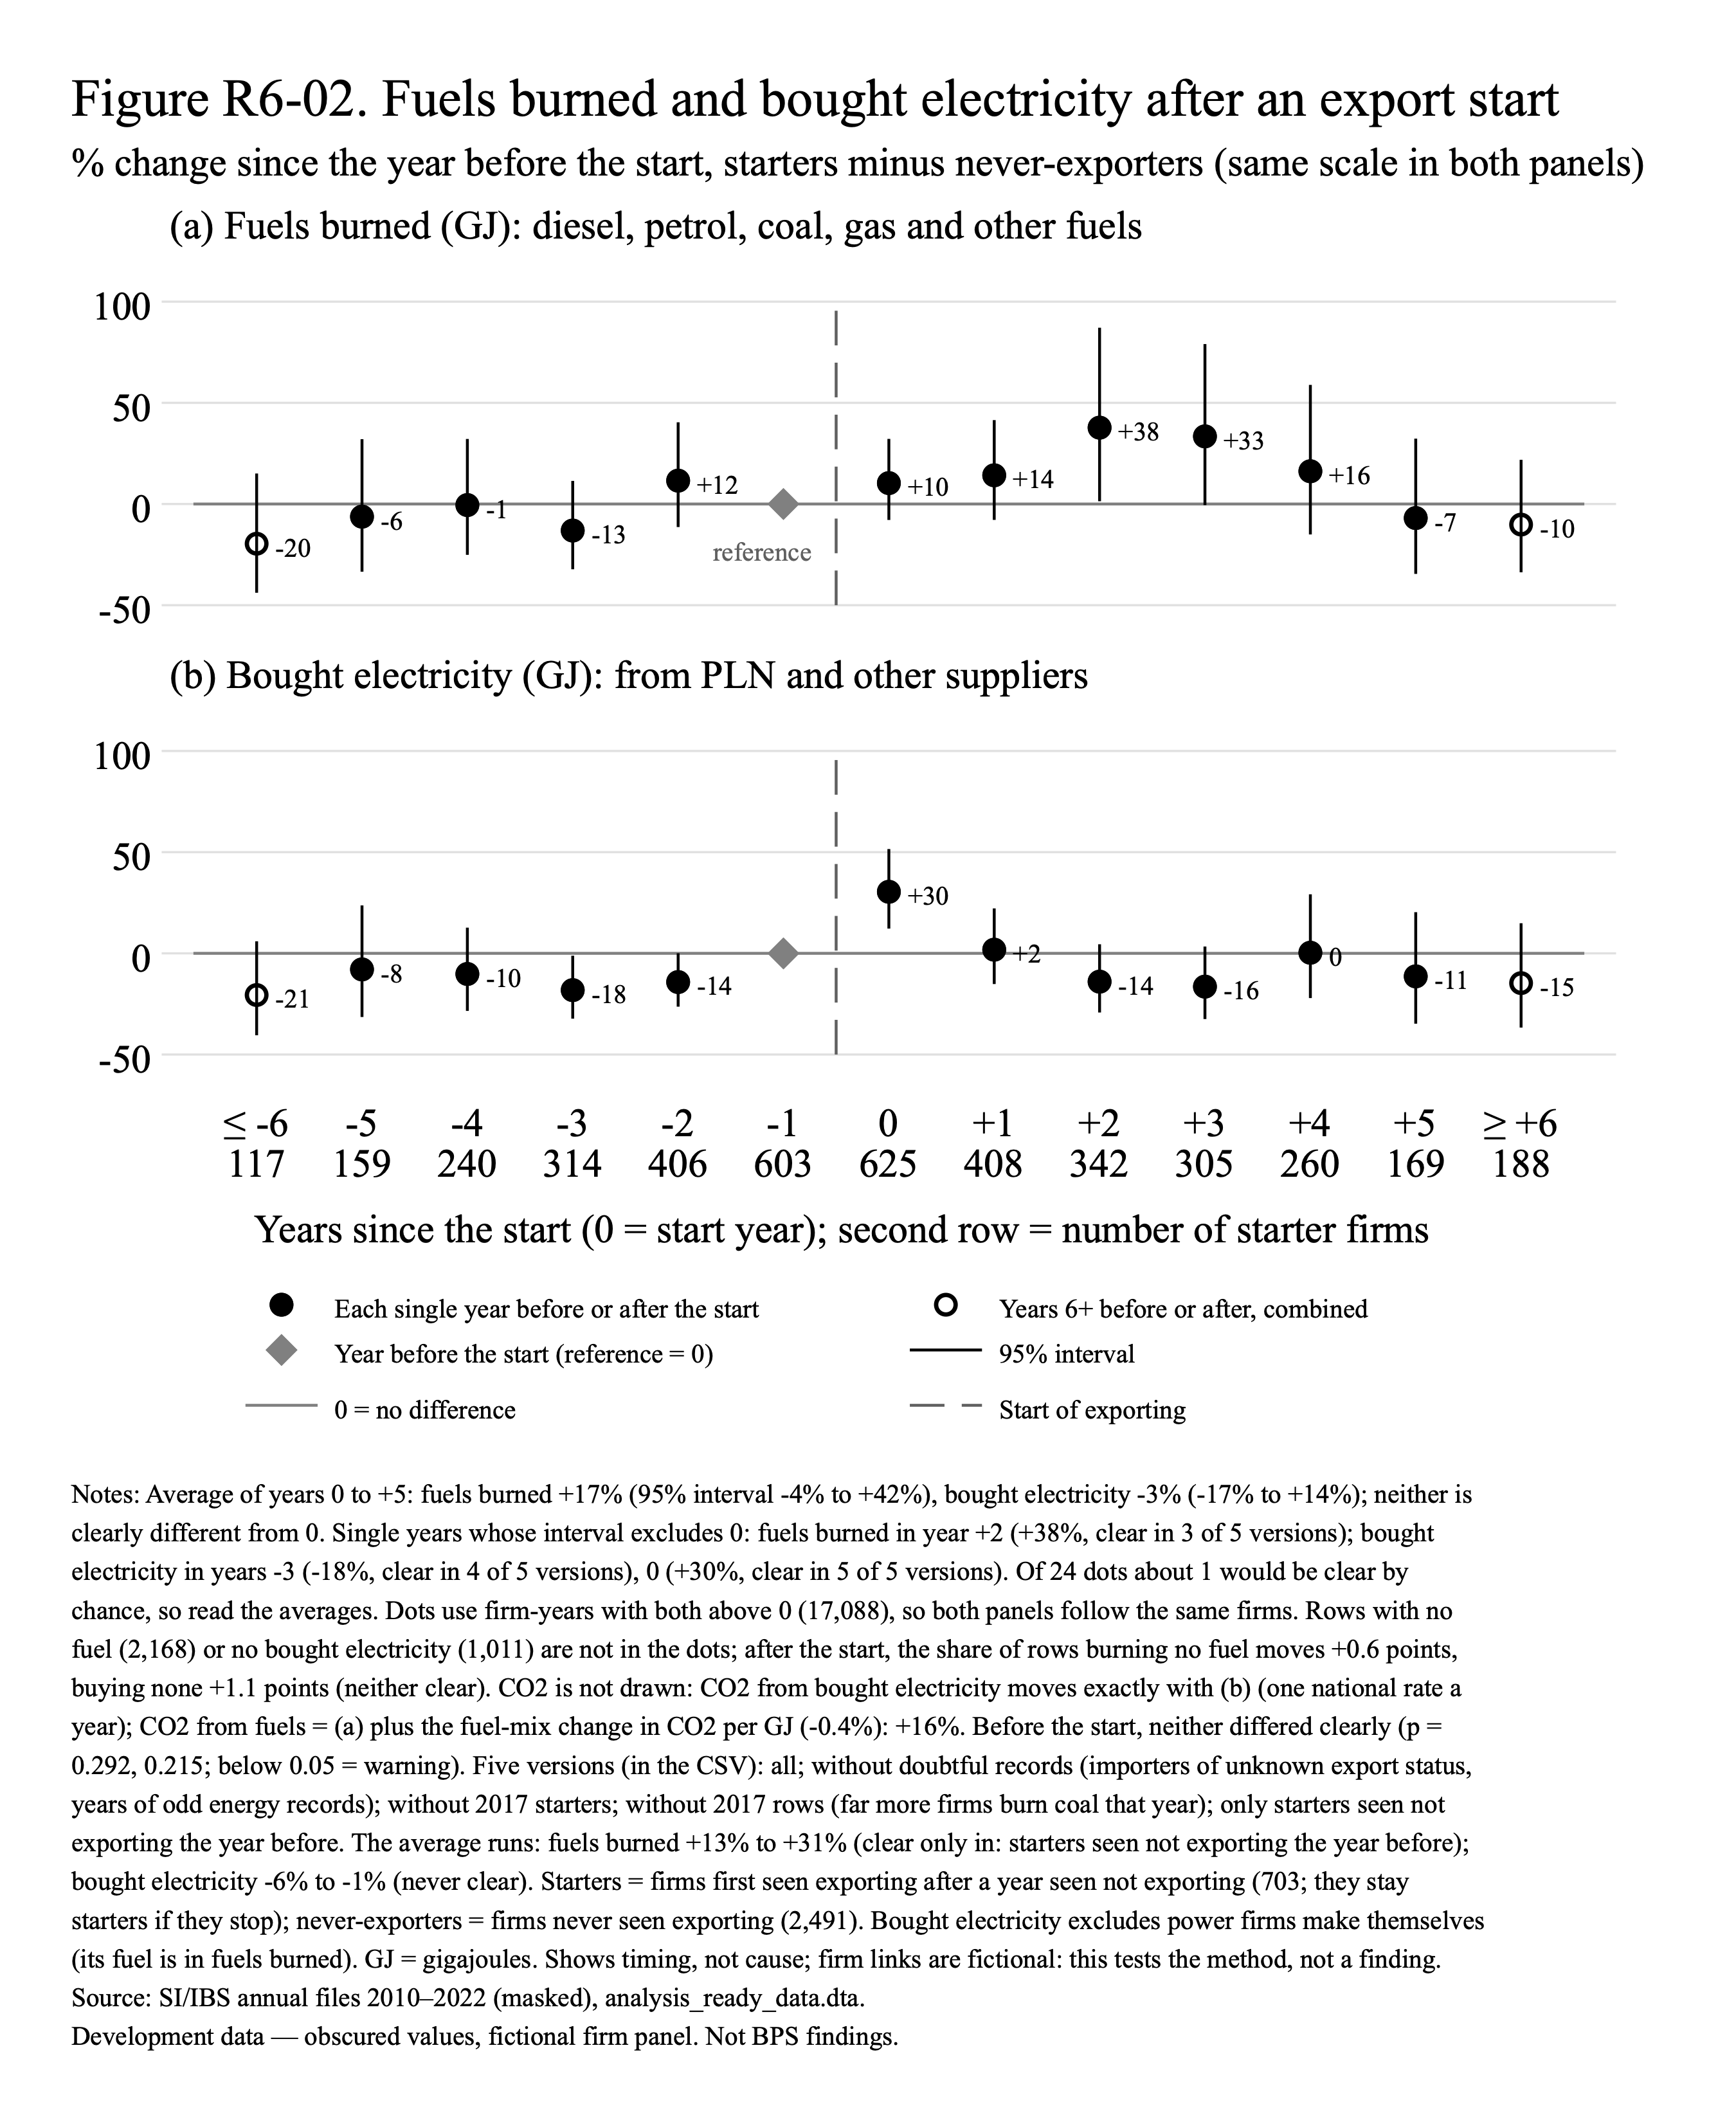 Figure R6-02. Fuels burned and bought electricity after an export start
% change since the year before the start, starters minus never-exporters (same scale in both panels)
(a) Fuels burned (GJ): diesel, petrol, coal, gas and other fuels
100
50
0
-50
-20
-6
-1
-13
+12
reference
+10
+14
+38
+33
+16
-7
-10
(b) Bought electricity (GJ): from PLN and other suppliers
100
50
0
-50
-21
-8
-10
-18
-14
+30
+2
-14
-16
0
-11
-15
≤ -6 -5 -4 -3 -2 -1 0 +1 +2 +3 +4 +5 ≥ +6
117 159 240 314 406 603 625 408 342 305 260 169 188
Years since the start (0 = start year); second row = number of starter firms
Each single year before or after the start
Years 6+ before or after, combined
Year before the start (reference = 0)
95% interval
0 = no difference
Start of exporting
Notes: Average of years 0 to +5: fuels burned +17% (95% interval -4% to +42%), bought electricity -3% (-17% to +14%); neither is
clearly different from 0. Single years whose interval excludes 0: fuels burned in year +2 (+38%, clear in 3 of 5 versions); bought
electricity in years -3 (-18%, clear in 4 of 5 versions), 0 (+30%, clear in 5 of 5 versions). Of 24 dots about 1 would be clear by
chance, so read the averages. Dots use firm-years with both above 0 (17,088), so both panels follow the same firms. Rows with no
fuel (2,168) or no bought electricity (1,011) are not in the dots; after the start, the share of rows burning no fuel moves +0.6 points,
buying none +1.1 points (neither clear). CO2 is not drawn: CO2 from bought electricity moves exactly with (b) (one national rate a
year); CO2 from fuels = (a) plus the fuel-mix change in CO2 per GJ (-0.4%): +16%. Before the start, neither differed clearly (p =
0.292, 0.215; below 0.05 = warning). Five versions (in the CSV): all; without doubtful records (importers of unknown export status,
years of odd energy records); without 2017 starters; without 2017 rows (far more firms burn coal that year); only starters seen not
exporting the year before. The average runs: fuels burned +13% to +31% (clear only in: starters seen not exporting the year before);
bought electricity -6% to -1% (never clear). Starters = firms first seen exporting after a year seen not exporting (703; they stay
starters if they stop); never-exporters = firms never seen exporting (2,491). Bought electricity excludes power firms make themselves
(its fuel is in fuels burned). GJ = gigajoules. Shows timing, not cause; firm links are fictional: this tests the method, not a finding.
Source: SI/IBS annual files 2010–2022 (masked), analysis_ready_data.dta.
Development data — obscured values, fictional firm panel. Not BPS findings.